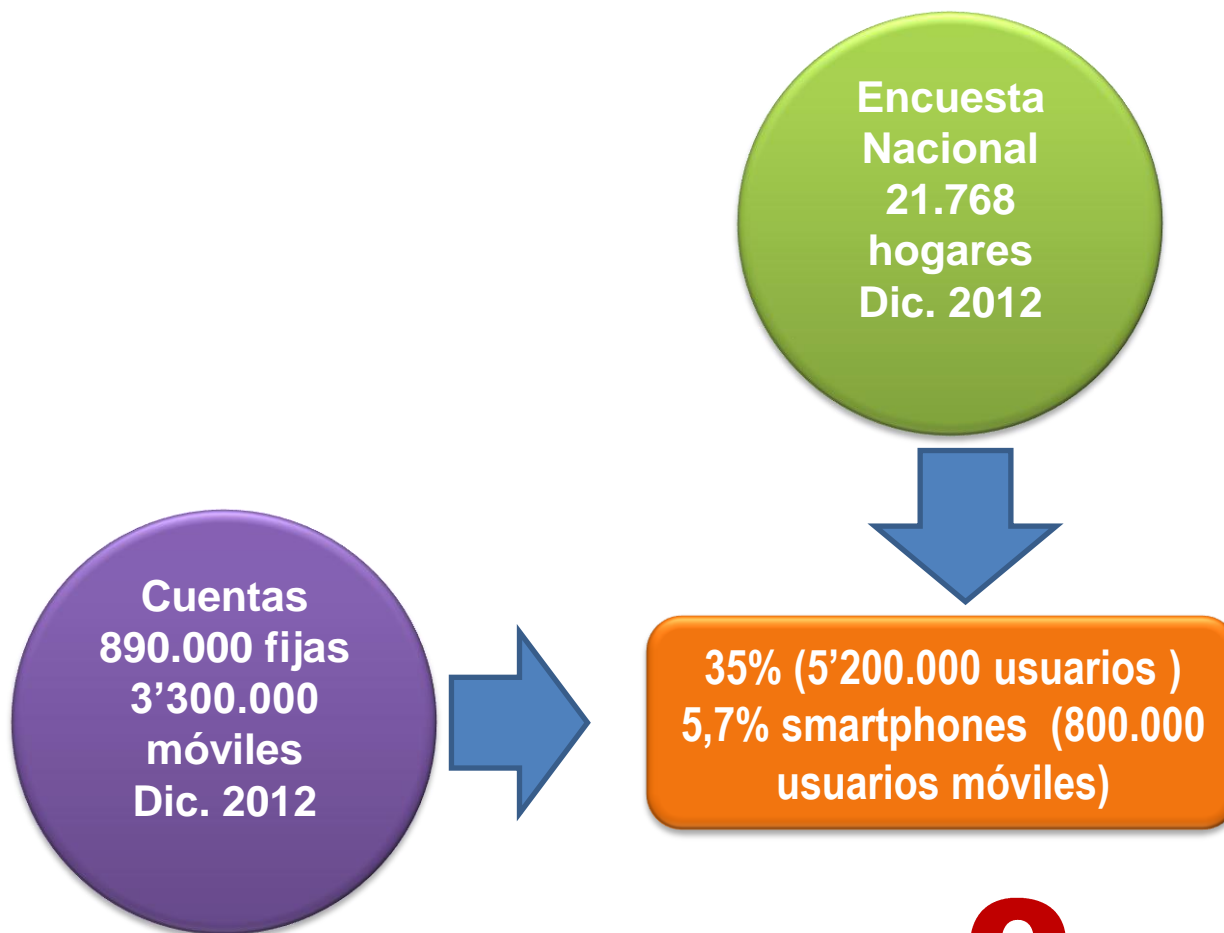 Encuesta
Nacional
21.768
hogares
Dic. 2012
Cuentas
890.000 fijas
3’300.000
móviles
Dic. 2012
35% (5’200.000 usuarios )
5,7% smartphones (800.000
usuarios móviles)